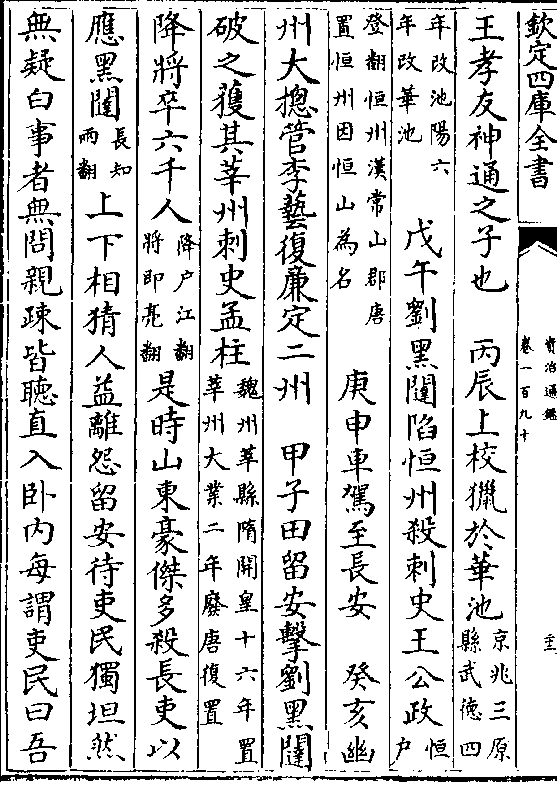 欽定四庫全書
資治通鑑
卷一百九十
王孝友神通之子也　丙辰上校獵於華池京兆三原
縣武德四
年改池陽六
年改華池　戊午劉黑闥陷恒州殺刺史王公政恒
户
登翻恒州漢常山郡唐
置恒州因恒山為名　庚申車駕至長安　癸亥幽
州大摠管李藝復廉定二州　甲子田留安擊劉黑闥
破之獲其莘州刺史孟柱魏州莘縣隋開皇十六年置
莘州大業二年廢唐復置
降將卒六千人降户江翻
將即亮翻是時山東豪傑多殺長吏以
應黑闥長知
兩翻上下相猜人益離怨留安待吏民獨坦然
無疑白事者無問親疎皆聽直入卧内每謂吏民曰吾